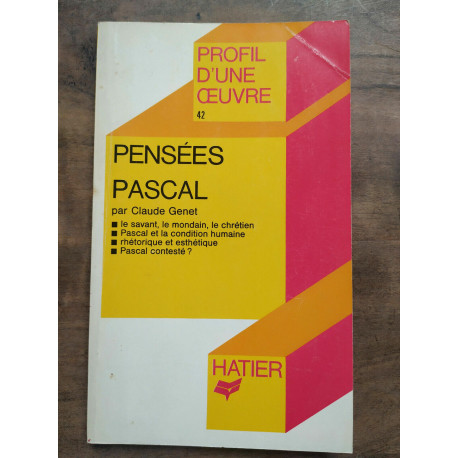 PROFIL
D'UNE
ŒUVRE
42
PENSÉES
PASCAL
par Claude Genet
■ le savant, le mondain, le chrétien
■ Pascal et la condition humaine
■ rhétorique et esthétique
■ Pascal contesté ?
HATIER